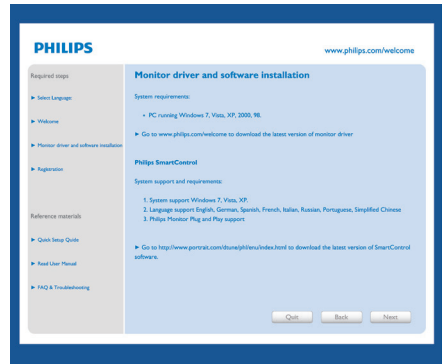 PHILIPS
www.philips.com/welcome
Required steps
► Select Language
► Welcome
► Monitor driver and software installation
► Registration
Reference materials
► Quick Setup Guide
► Read User Manual
► FAQ & Troubleshooting
Monitor driver and software installation
System requirements:
• PC running Windows 7, Vista, XP, 2000, 98.
► Go to www.philips.com/welcome to download the latest version of monitor driver
Philips SmartControl
System support and requirements:
1. System support Windows 7, Vista, XP.
2. Language support English, German, Spanish, French, Italian, Russian, Portuguese, Simplified Chinese
3. Philips Monitor Plug and Play support
► Go to http://www.portrait.com/dtune/phl/enu/index.html to download the latest version of SmartControl
software.
Quit
Back
Next